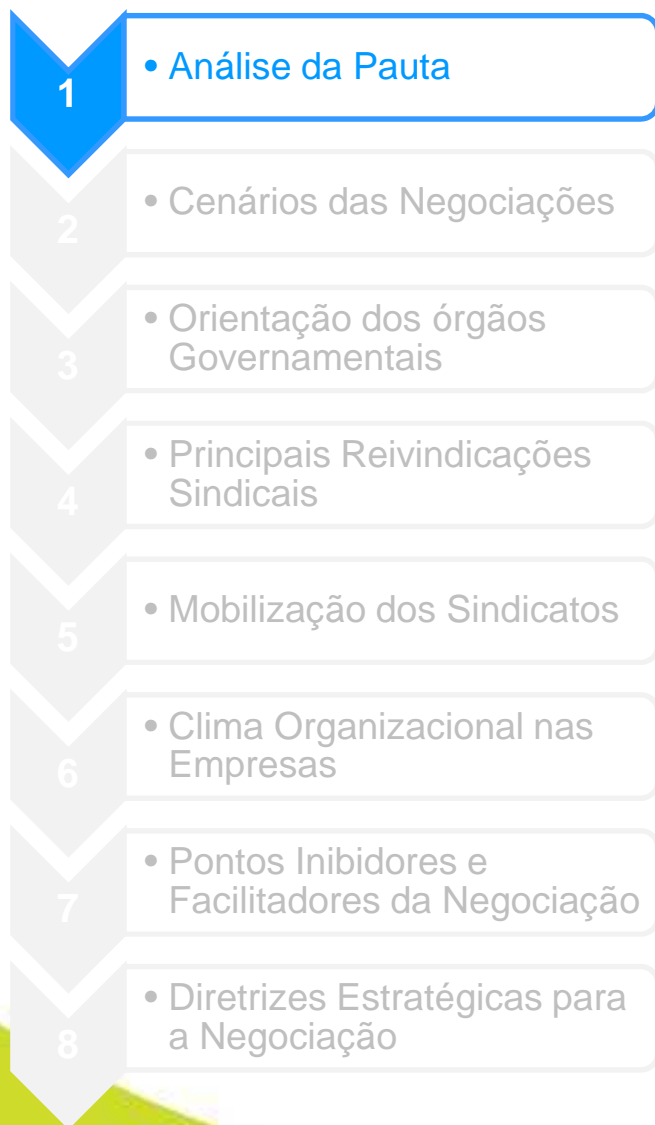 1
• Análise da Pauta
2
• Cenários das Negociações
3
• Orientação dos órgãos
Governamentais
4
• Principais Reivindicações
Sindicais
5
• Mobilização dos Sindicatos
6
• Clima Organizacional nas
Empresas
7
• Pontos Inibidores e
Facilitadores da Negociação
8
• Diretrizes Estratégicas para
a Negociação